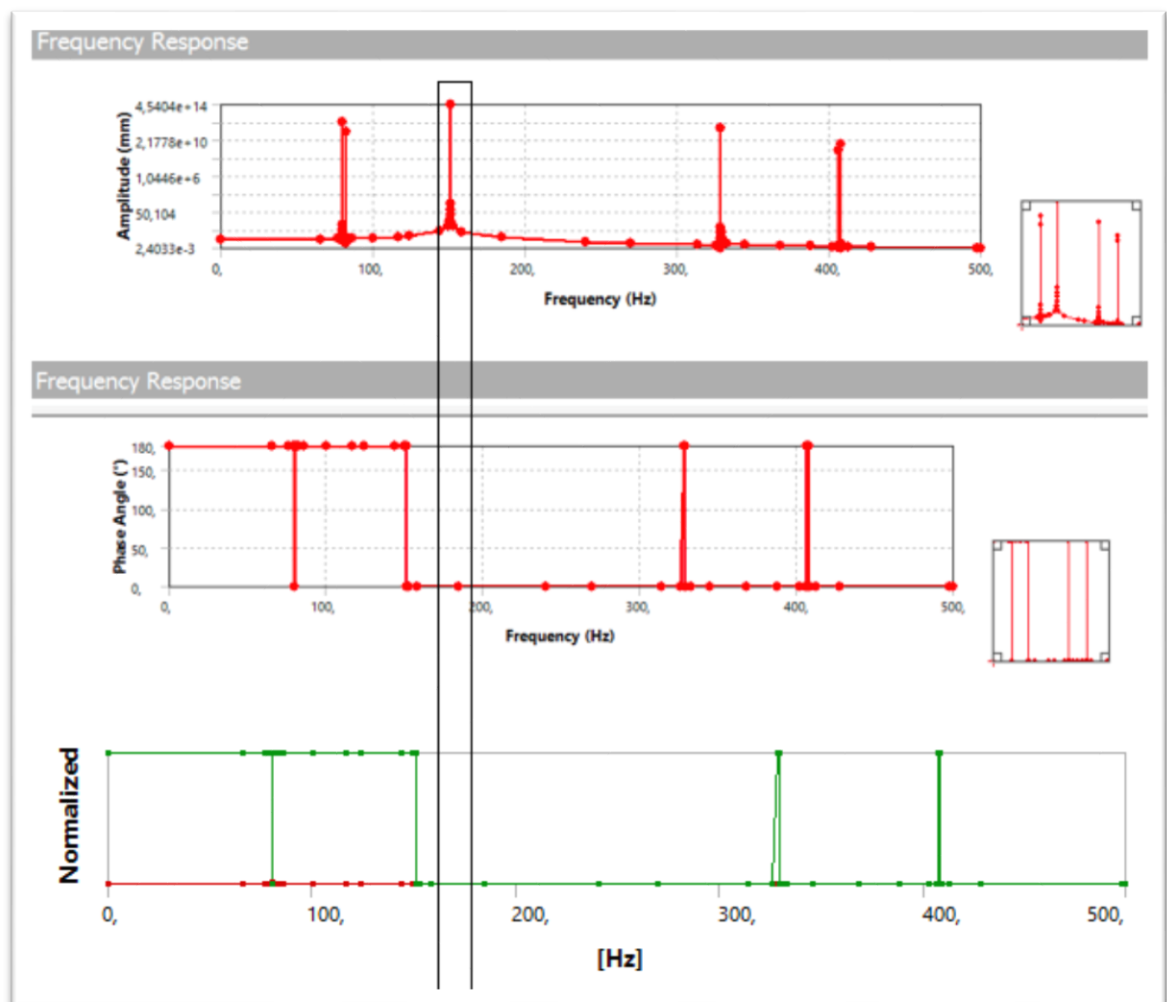 Frequency Response
Amplitude (mm)
4,5404e+14
2,1778e+10
1,0446e+6
50,104
2,4033e-3
0, 100, 200, 300, 400, 500,
Frequency (Hz)
Frequency Response
Phase Angle (°)
180,
150,
100,
50,
0,
0, 100, 200, 300, 400, 500,
Frequency (Hz)
Normalized
0, 100, 200, 300, 400, 500,
[Hz]